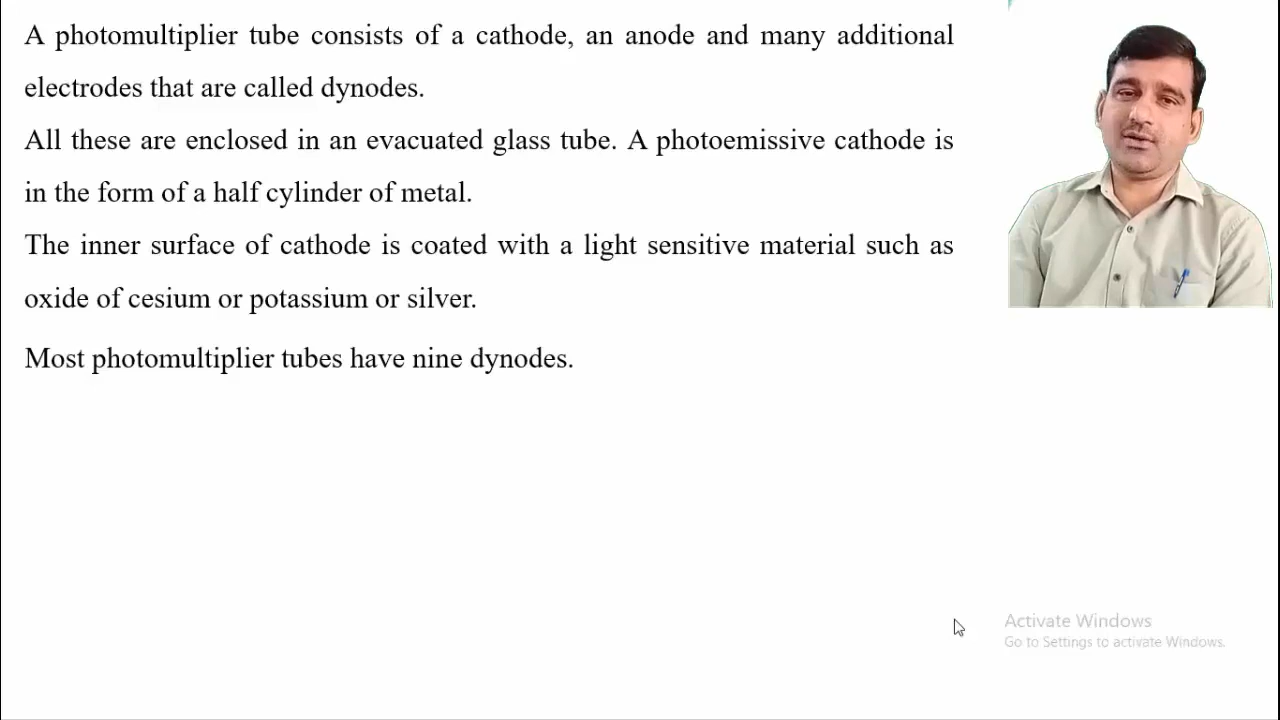 A photomultiplier tube consists of a cathode, an anode and many additional
electrodes that are called dynodes.
All these are enclosed in an evacuated glass tube. A photoemissive cathode is
in the form of a half cylinder of metal.
The inner surface of cathode is coated with a light sensitive material such as
oxide of cesium or potassium or silver.
Most photomultiplier tubes have nine dynodes.
Activate Windows
Go to Settings to activate Windows.